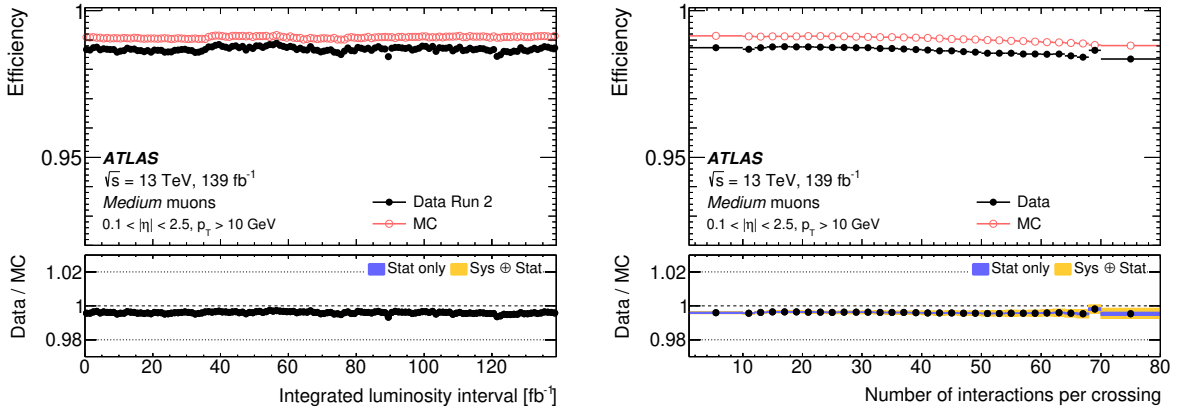 Efficiency
1
0.95
ATLAS
√s = 13 TeV, 139 fb⁻¹
Medium muons
0.1 < |η| < 2.5, p_T > 10 GeV
Data Run 2
MC
Data / MC
1.02
1
0.98
Stat only
Sys ⊕ Stat
0 20 40 60 80 100 120
Integrated luminosity interval [fb⁻¹]
Efficiency
1
0.95
ATLAS
√s = 13 TeV, 139 fb⁻¹
Medium muons
0.1 < |η| < 2.5, p_T > 10 GeV
Data
MC
Data / MC
1.02
1
0.98
Stat only
Sys ⊕ Stat
10 20 30 40 50 60 70 80
Number of interactions per crossing